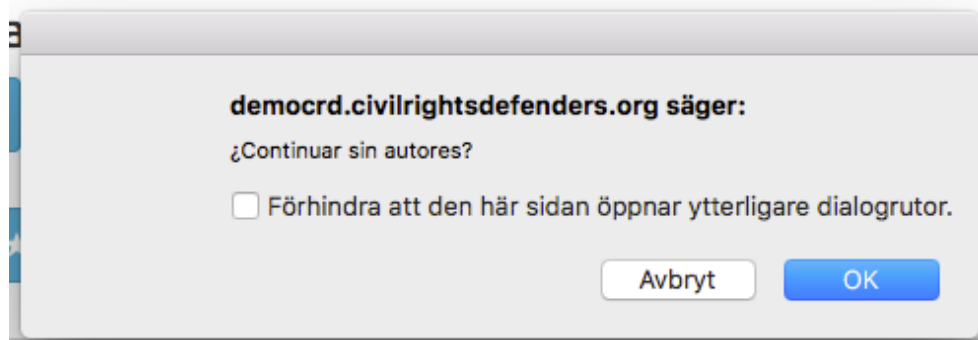 democrd.civilrightsdefenders.org säger:
¿Continuar sin autores?
Förhindra att den här sidan öppnar ytterligare dialogrutor.
Avbryt OK